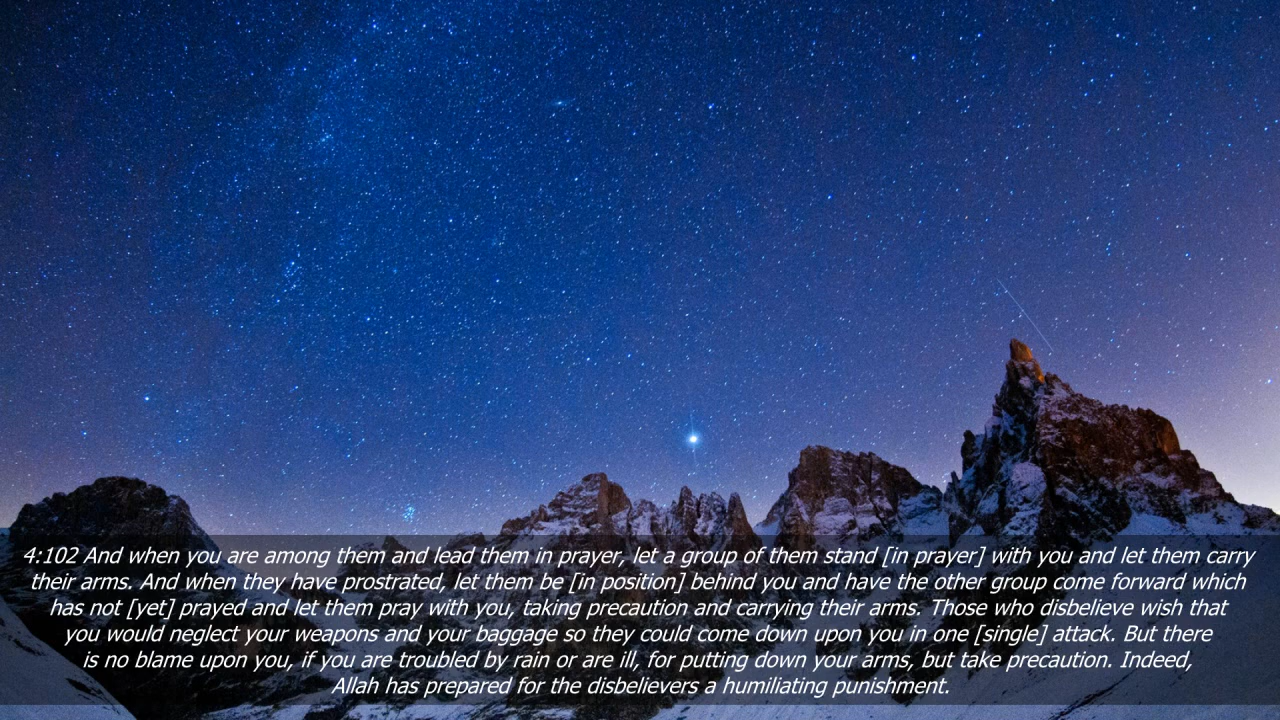 4:102 And when you are among them and lead them in prayer, let a group of them stand [in prayer] with you and let them carry
their arms. And when they have prostrated, let them be [in position] behind you and have the other group come forward which
has not [yet] prayed and let them pray with you, taking precaution and carrying their arms. Those who disbelieve wish that
you would neglect your weapons and your baggage so they could come down upon you in one [single] attack. But there
is no blame upon you, if you are troubled by rain or are ill, for putting down your arms, but take precaution. Indeed,
Allah has prepared for the disbelievers a humiliating punishment.